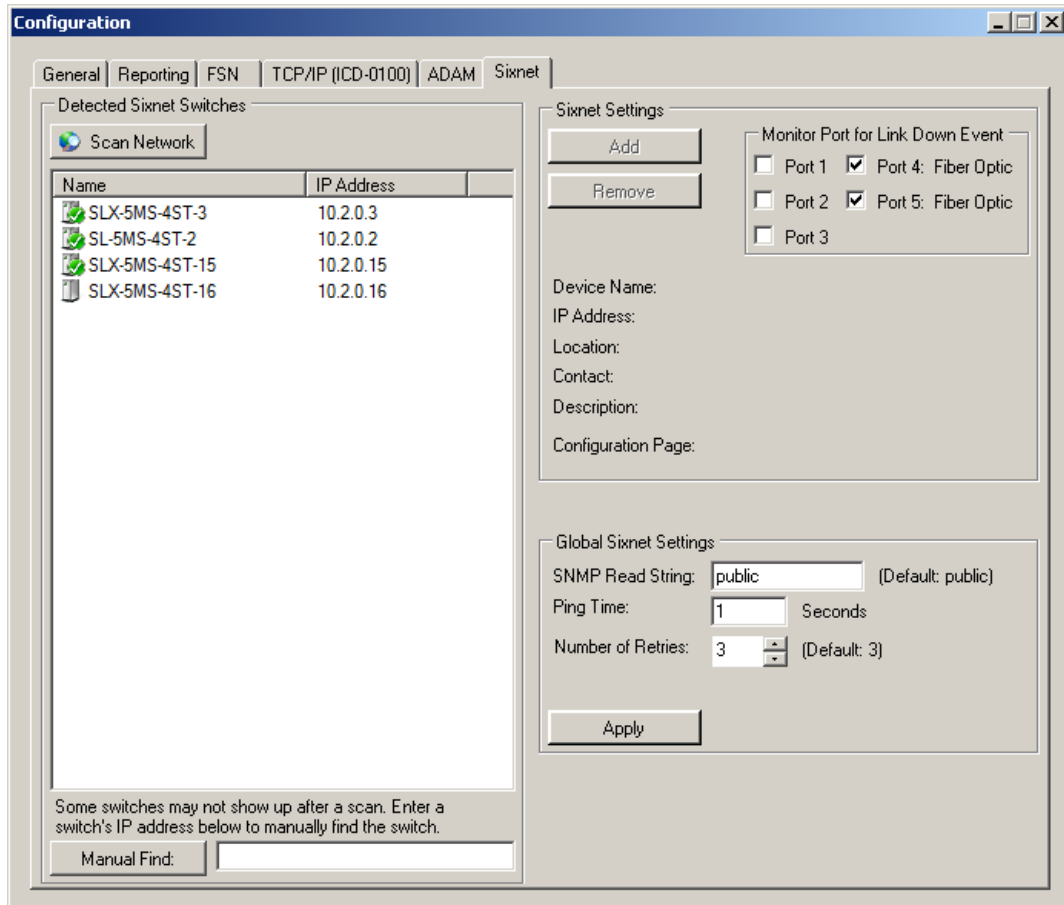 Configuration
General Reporting FSN TCP/IP (ICD-0100) ADAM Sixnet
Detected Sixnet Switches
Scan Network
Name IP Address
SLX-5MS-4ST-3 10.2.0.3
SL-5MS-4ST-2 10.2.0.2
SLX-5MS-4ST-15 10.2.0.15
SLX-5MS-4ST-16 10.2.0.16
Some switches may not show up after a scan. Enter a
switch's IP address below to manually find the switch.
Manual Find:
Sixnet Settings
Add
Remove
Monitor Port for Link Down Event
Port 1 Port 4: Fiber Optic
Port 2 Port 5: Fiber Optic
Port 3
Device Name:
IP Address:
Location:
Contact:
Description:
Configuration Page:
Global Sixnet Settings
SNMP Read String: public (Default: public)
Ping Time: 1 Seconds
Number of Retries: 3 (Default: 3)
Apply